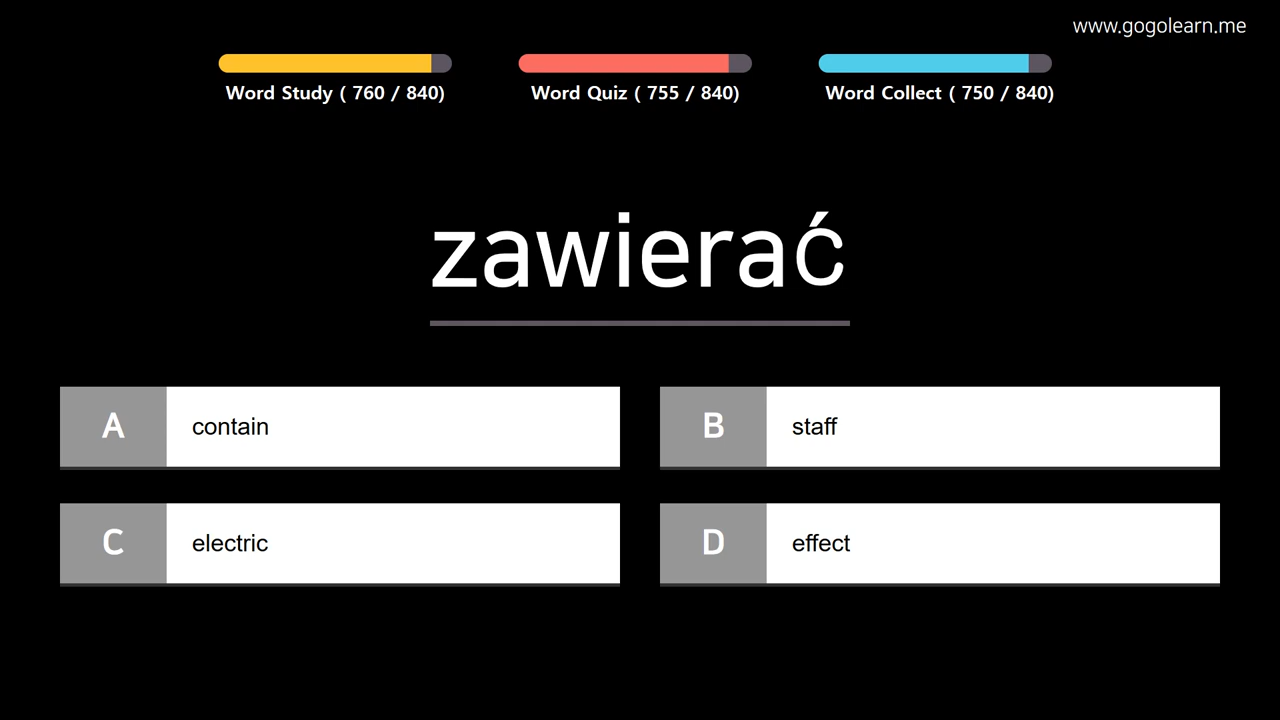 www.gogolearn.me
Word Study ( 760 / 840)
Word Quiz ( 755 / 840)
Word Collect ( 750 / 840)
zawierać
A contain
B staff
C electric
D effect